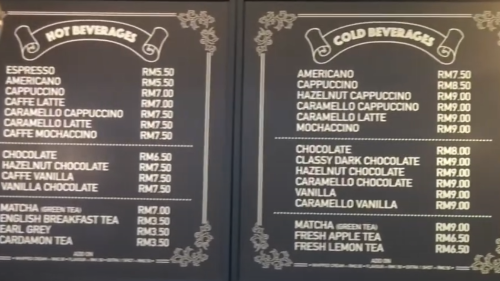 HOT BEVERAGES
ESPRESSO RM5.50
AMERICANO RM5.50
CAPPUCCINO RM7.00
CAFFE LATTE RM7.00
CARAMELLO CAPPUCCINO RM7.50
CARAMELLO LATTE RM7.50
CAFFE MOCHACCINO RM7.50
CHOCOLATE RM6.50
HAZELNUT CHOCOLATE RM7.50
CAFFE VANILLA RM7.50
VANILLA CHOCOLATE RM7.50
MATCHA (GREEN TEA) RM7.00
ENGLISH BREAKFAST TEA RM3.50
EARL GREY RM3.50
CARDAMON TEA RM3.50
ADD ON
COLD BEVERAGES
AMERICANO RM7.50
CAPPUCCINO RM8.50
HAZELNUT CAPPUCCINO RM9.00
CARAMELLO CAPPUCCINO RM9.00
CARAMELLO LATTE RM9.00
MOCHACCINO RM9.00
CHOCOLATE RM8.00
CLASSY DARK CHOCOLATE RM9.00
HAZELNUT CHOCOLATE RM9.00
CARAMELLO CHOCOLATE RM9.00
VANILLA RM9.00
CARAMELLO VANILLA RM9.00
MATCHA (GREEN TEA) RM9.00
FRESH APPLE TEA RM6.50
FRESH LEMON TEA RM6.50
ADD ON